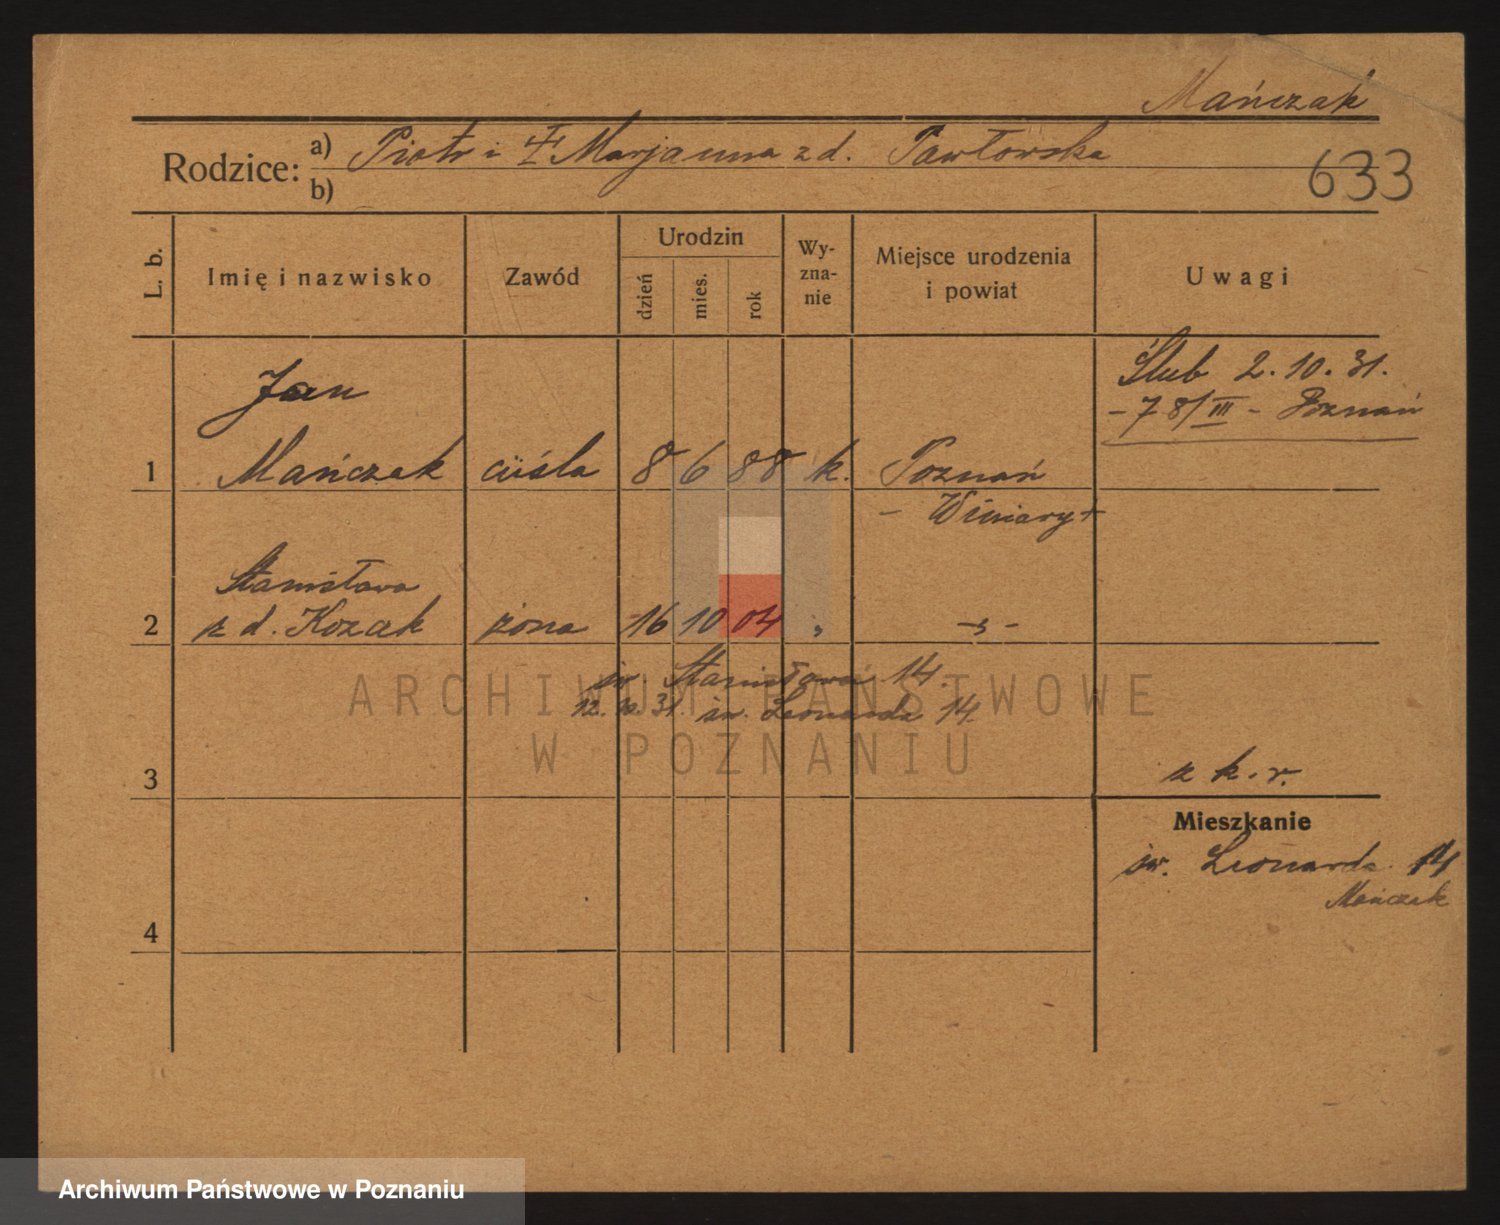 Mańczak
Rodzice: a) Piotr i Marjanna z d. Pawłowska
b)
633
L. b.
Imię i nazwisko
Zawód
Urodzin
dzień
mies.
rok
Wy-
zna-
nie
Miejsce urodzenia
i powiat
Uwagi
Jan
Ślub 2.10.31.
- 78/III - Poznań
1 Mańczak cieśla 8 6 88 k. Poznań
- Winiary +
Stanisława
2 z d. Kozak żona 16 10 04 " -"-
św. Stanisława 14.
12. 10. 31. św. Leonarda 14.
ARCHIWUM PAŃSTWOWE
W POZNANIU
3
z k. r.
Mieszkanie
św. Leonarda 14
Mańczak
4
Archiwum Państwowe w Poznaniu